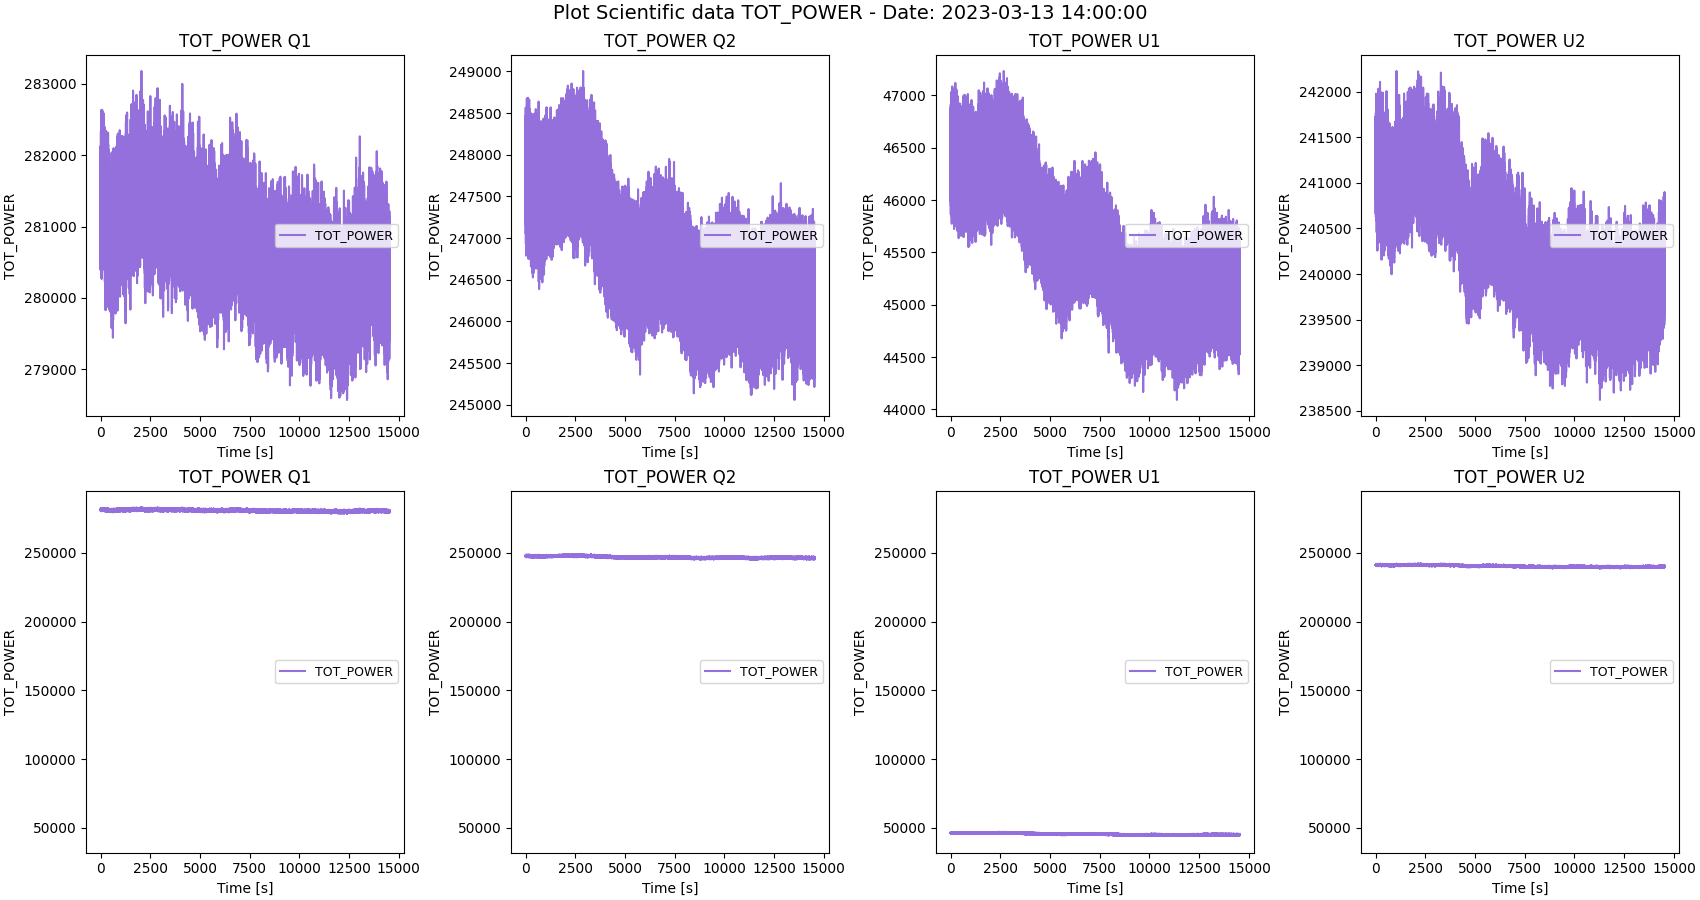 Plot Scientific data TOT_POWER - Date: 2023-03-13 14:00:00
TOT_POWER Q1
TOT_POWER
283000
282000
281000
280000
279000
TOT_POWER
0 2500 5000 7500 10000 12500 15000
Time [s]
TOT_POWER Q2
TOT_POWER
249000
248500
248000
247500
247000
246500
246000
245500
245000
TOT_POWER
0 2500 5000 7500 10000 12500 15000
Time [s]
TOT_POWER U1
TOT_POWER
47000
46500
46000
45500
45000
44500
44000
TOT_POWER
0 2500 5000 7500 10000 12500 15000
Time [s]
TOT_POWER U2
TOT_POWER
242000
241500
241000
240500
240000
239500
239000
238500
TOT_POWER
0 2500 5000 7500 10000 12500 15000
Time [s]
TOT_POWER Q1
TOT_POWER
250000
200000
150000
100000
50000
TOT_POWER
0 2500 5000 7500 10000 12500 15000
Time [s]
TOT_POWER Q2
TOT_POWER
250000
200000
150000
100000
50000
TOT_POWER
0 2500 5000 7500 10000 12500 15000
Time [s]
TOT_POWER U1
TOT_POWER
250000
200000
150000
100000
50000
TOT_POWER
0 2500 5000 7500 10000 12500 15000
Time [s]
TOT_POWER U2
TOT_POWER
250000
200000
150000
100000
50000
TOT_POWER
0 2500 5000 7500 10000 12500 15000
Time [s]